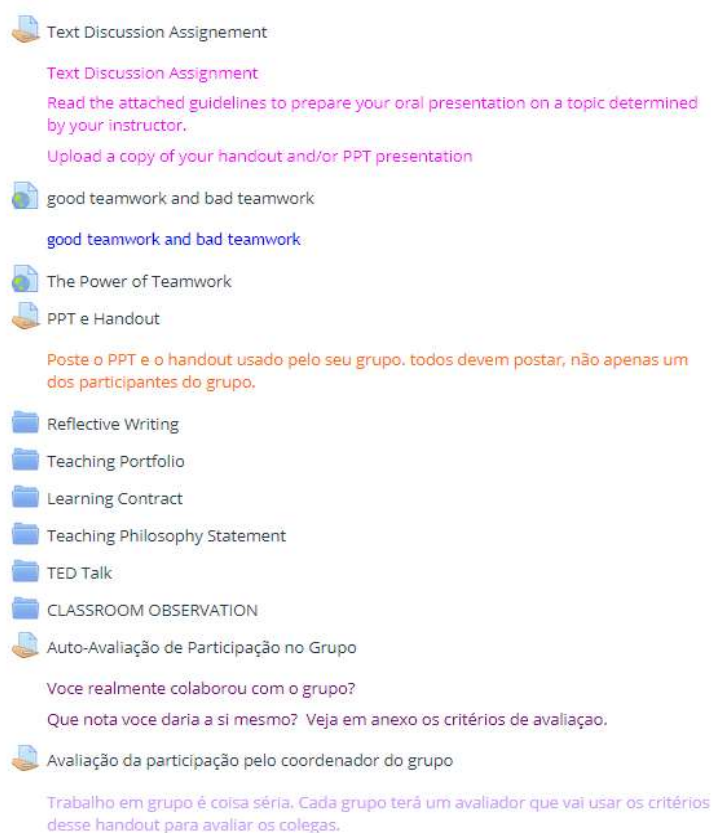 Text Discussion Assignement
Text Discussion Assignment
Read the attached guidelines to prepare your oral presentation on a topic determined
by your instructor.
Upload a copy of your handout and/or PPT presentation
good teamwork and bad teamwork
good teamwork and bad teamwork
The Power of Teamwork
PPT e Handout
Poste o PPT e o handout usado pelo seu grupo. todos devem postar, não apenas um
dos participantes do grupo.
Reflective Writing
Teaching Portfolio
Learning Contract
Teaching Philosophy Statement
TED Talk
CLASSROOM OBSERVATION
Auto-Avaliação de Participação no Grupo
Voce realmente colaborou com o grupo?
Que nota voce daria a si mesmo? Veja em anexo os critérios de avaliaçao.
Avaliação da participação pelo coordenador do grupo
Trabalho em grupo é coisa séria. Cada grupo terá um avaliador que vai usar os critérios
desse handout para avaliar os colegas.